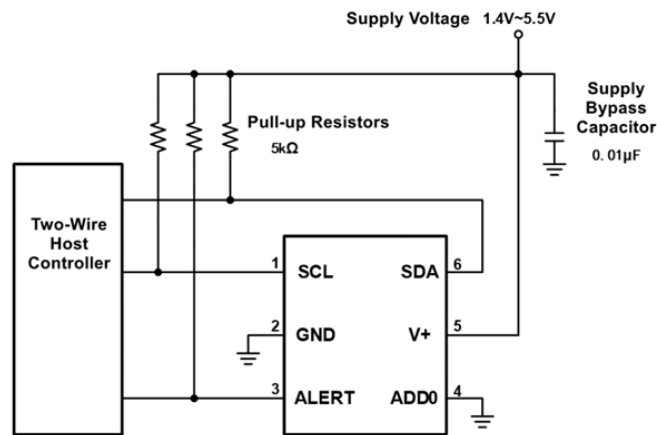 Supply Voltage 1.4V~5.5V
Supply
Bypass
Capacitor
0.01µF
Pull-up Resistors
5kΩ
Two-Wire
Host
Controller
1 SCL SDA 6
2 GND V+ 5
3 ALERT ADD0 4